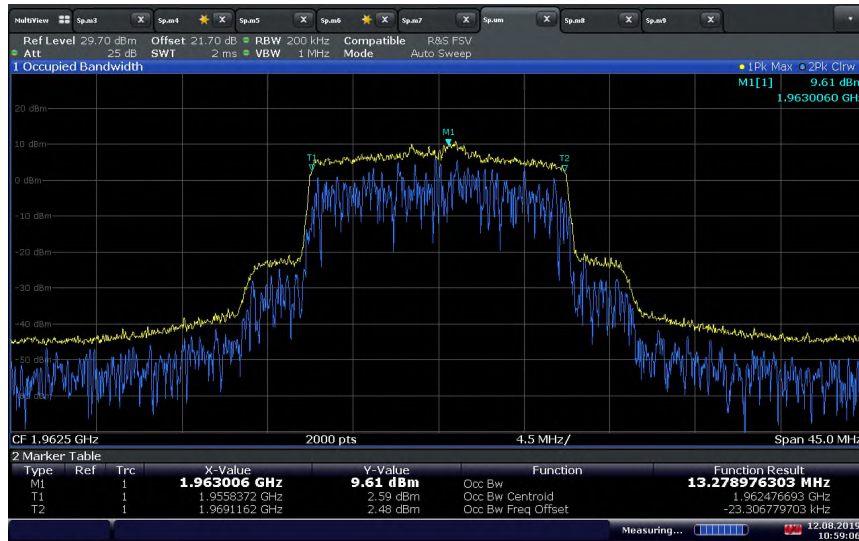 MultiView Sp.m3 X Sp.m4 X Sp.m5 X Sp.m6 X Sp.m7 X Sp.um X Sp.m8 X Sp.m9 X
Ref Level 29.70 dBm Offset 21.70 dB RBW 200 kHz Compatible R&S FSV
Att 25 dB SWT 2 ms VBW 1 MHz Mode Auto Sweep
1 Occupied Bandwidth 1Pk Max 2Pk Clrw
M1[1] 9.61 dBm
1.9630060 GH
20 dBm
M1
10 dBm
T1 T2
0 dBm
-10 dBm
-20 dBm
-30 dBm
-40 dBm
-50 dBm
CF 1.9625 GHz 2000 pts 4.5 MHz/ Span 45.0 MHz
2 Marker Table
Type Ref Trc X-Value Y-Value Function Function Result
M1 1 1.963006 GHz 9.61 dBm Occ Bw 13.278976303 MHz
T1 1 1.9558372 GHz 2.59 dBm Occ Bw Centroid 1.962476693 GHz
T2 1 1.9691162 GHz 2.48 dBm Occ Bw Freq Offset -23.306779703 kHz
Measuring... 12.08.2019
10:59:06